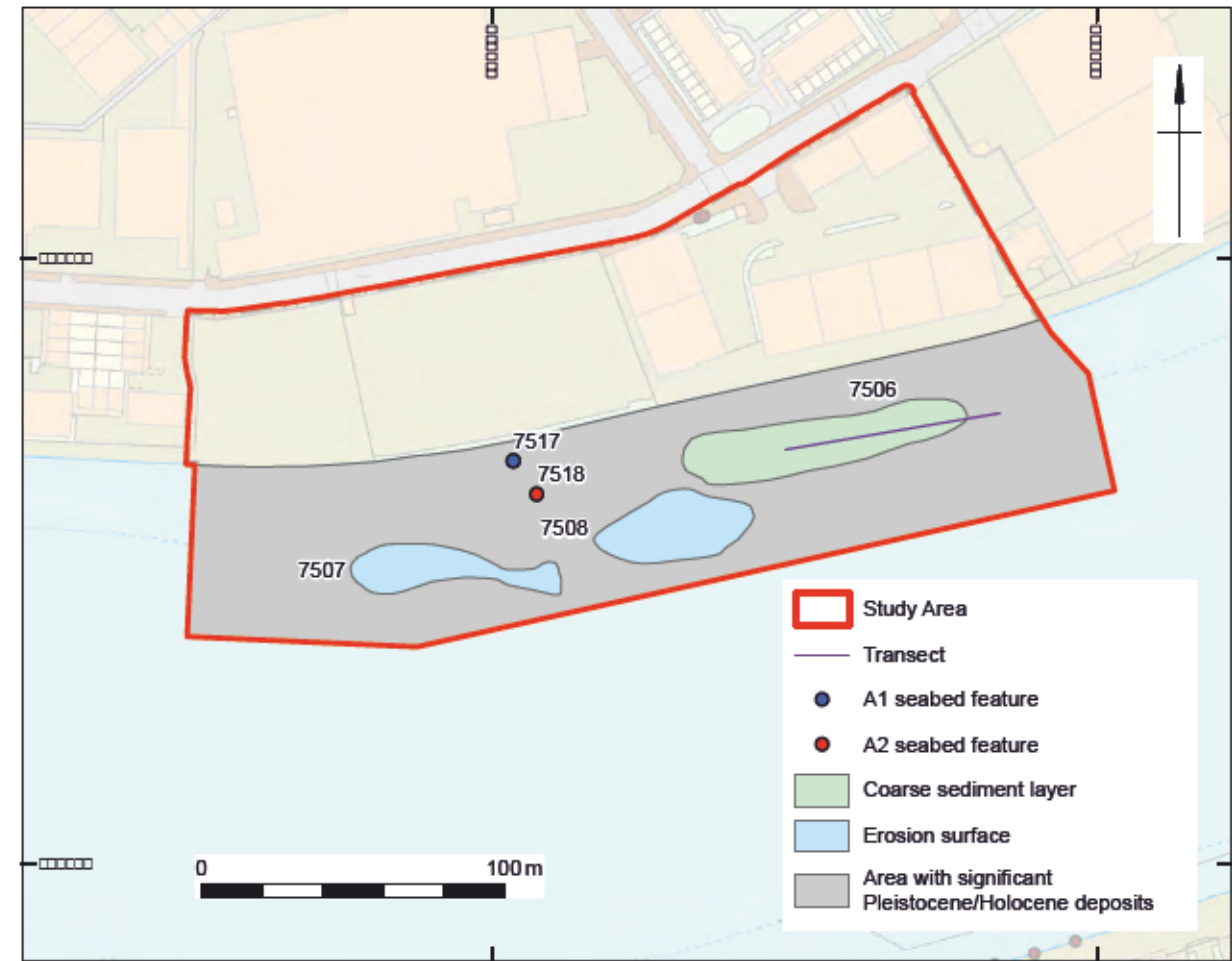 7506
7517
7518
7508
7507
Study Area
Transect
A1 seabed feature
A2 seabed feature
Coarse sediment layer
Erosion surface
Area with significant
Pleistocene/Holocene deposits
0 100 m